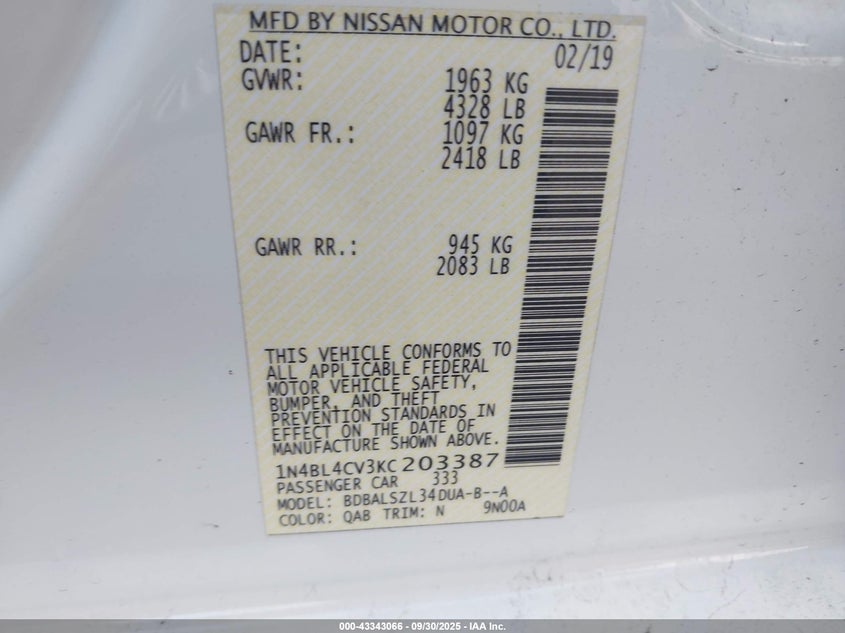 MFD BY NISSAN MOTOR CO., LTD.
DATE: 02/19
GVWR: 1963 KG
4328 LB
GAWR FR.: 1097 KG
2418 LB
GAWR RR.: 945 KG
2083 LB
THIS VEHICLE CONFORMS TO
ALL APPLICABLE FEDERAL
MOTOR VEHICLE SAFETY,
BUMPER, AND THEFT
PREVENTION STANDARDS IN
EFFECT ON THE DATE OF
MANUFACTURE SHOWN ABOVE.
1N4BL4CV3KC203387
PASSENGER CAR 333
MODEL: BDBALSZL34DUA-B--A
COLOR: QAB TRIM: N 9N00A
000-43343066 - 09/30/2025 - IAA Inc.